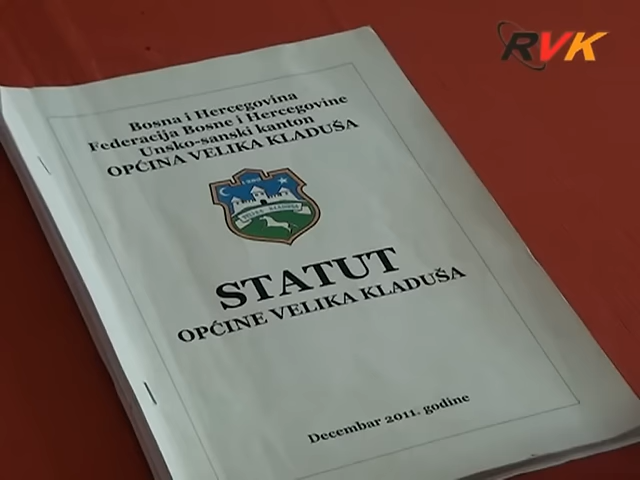 RVK
Bosna i Hercegovina
Federacija Bosne i Hercegovine
Unsko-sanski kanton
OPĆINA VELIKA KLADUŠA
STATUT
OPĆINE VELIKA KLADUŠA
Decembar 2011. godine